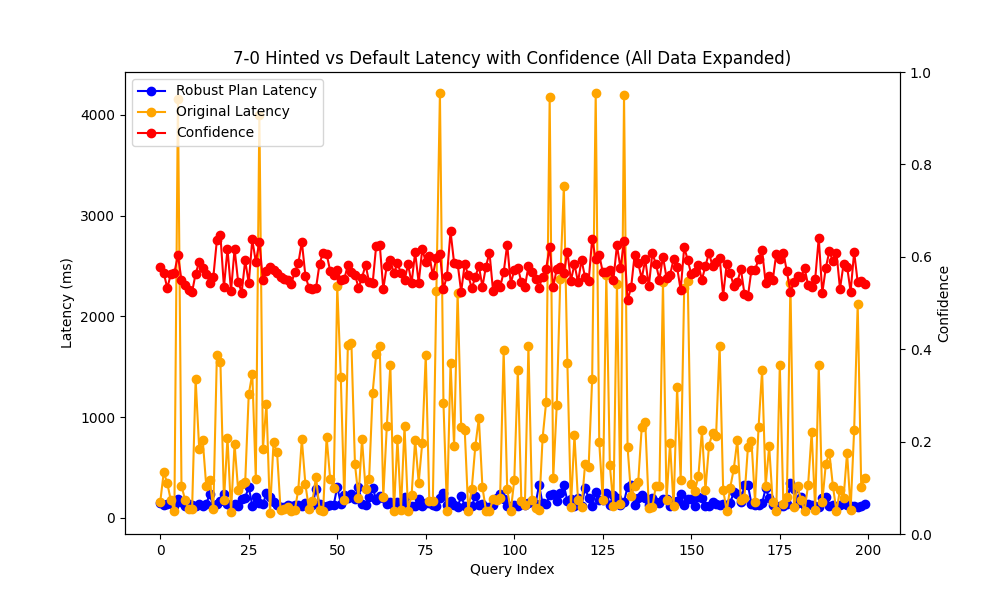 7-0 Hinted vs Default Latency with Confidence (All Data Expanded)
Robust Plan Latency
Original Latency
Confidence
Latency (ms)
4000
3000
2000
1000
0
1.0
0.8
0.6
0.4
0.2
0.0
Confidence
0 25 50 75 100 125 150 175 200
Query Index